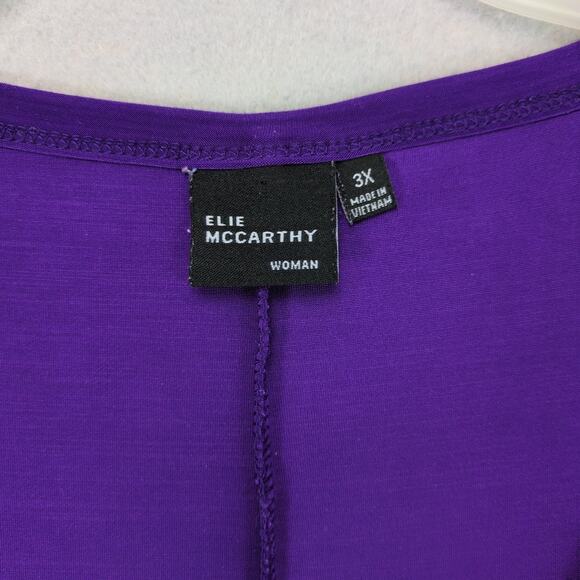 ELIE
MCCARTHY
WOMAN
3X
MADE IN
VIETNAM